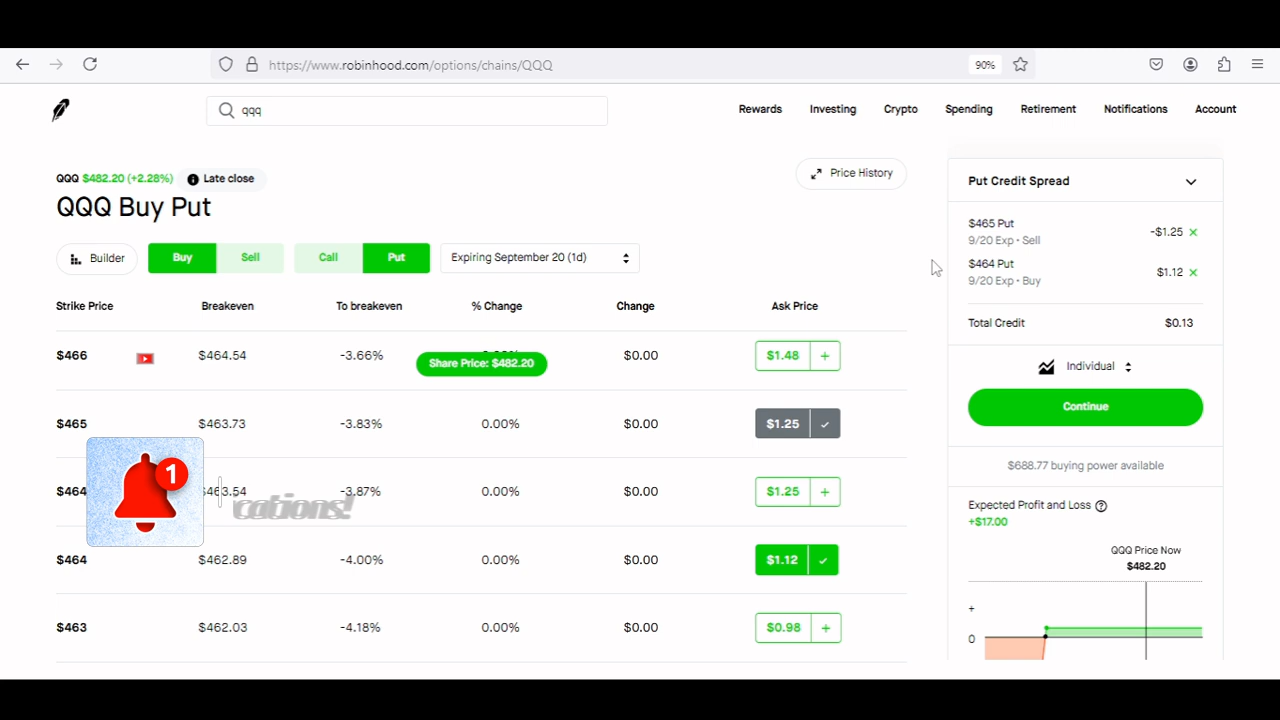 https://www.robinhood.com/options/chains/QQQ
90%
qqq
Rewards Investing Crypto Spending Retirement Notifications Account
QQQ $482.20 (+2.28%) Late close
QQQ Buy Put
Price History
Builder Buy Sell Call Put Expiring September 20 (1d)
Strike Price Breakeven To breakeven % Change Change Ask Price
$466 $464.54 -3.66% $0.00 $1.48 +
Share Price: $482.20
$465 $463.73 -3.83% 0.00% $0.00 $1.25
$464 $463.54 -3.87% 0.00% $0.00 $1.25 +
1
cations!
$464 $462.89 -4.00% 0.00% $0.00 $1.12
$463 $462.03 -4.18% 0.00% $0.00 $0.98 +
Put Credit Spread
$465 Put -$1.25
9/20 Exp • Sell
$464 Put $1.12
9/20 Exp • Buy
Total Credit $0.13
Individual
Continue
$688.77 buying power available
Expected Profit and Loss
+$17.00
QQQ Price Now
$482.20
+
0